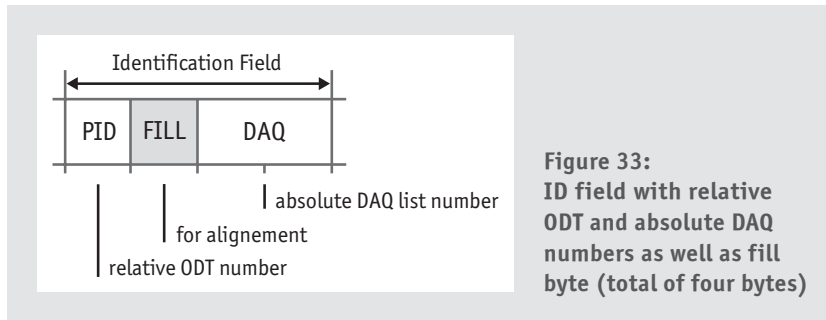 Identification Field
PID FILL DAQ
absolute DAQ list number
for alignement
relative ODT number
Figure 33:
ID field with relative
ODT and absolute DAQ
numbers as well as fill
byte (total of four bytes)